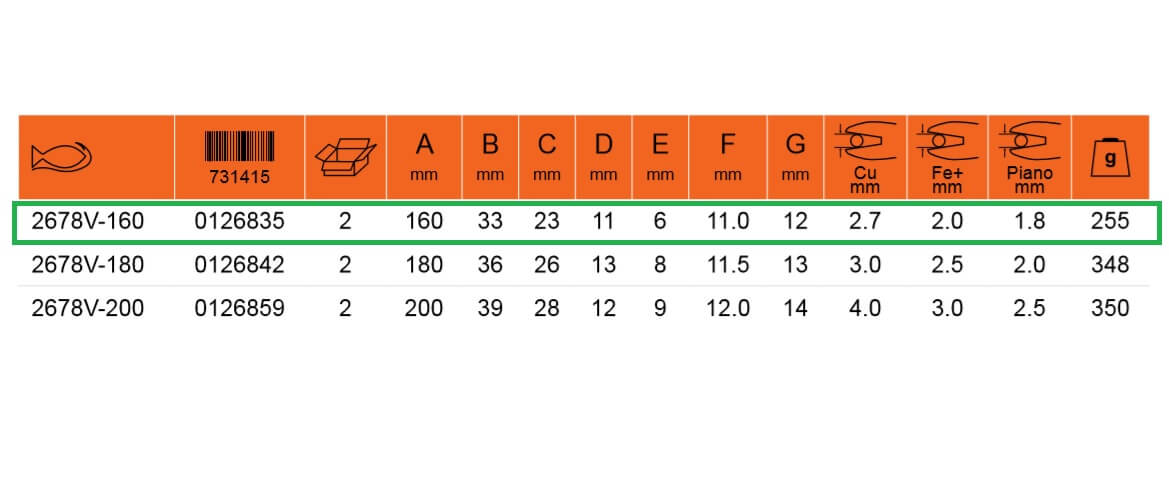 731415 A mm B mm C mm D mm E mm F mm G mm Cu mm Fe+ mm Piano mm g
2678V-160 0126835 2 160 33 23 11 6 11.0 12 2.7 2.0 1.8 255
2678V-180 0126842 2 180 36 26 13 8 11.5 13 3.0 2.5 2.0 348
2678V-200 0126859 2 200 39 28 12 9 12.0 14 4.0 3.0 2.5 350